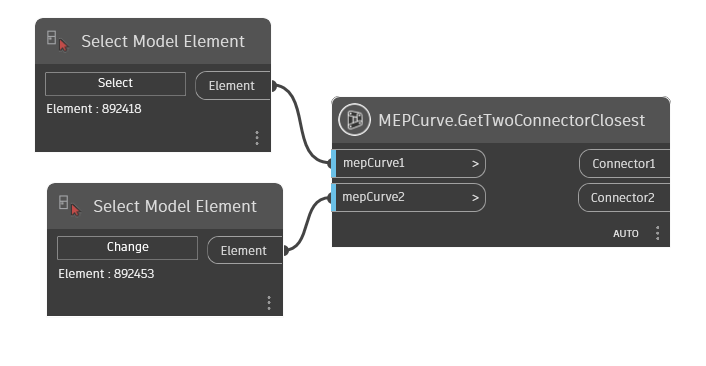 Select Model Element
Select
Element
Element : 892418
MEPCurve.GetTwoConnectorClosest
mepCurve1
>
Connector1
mepCurve2
>
Connector2
AUTO
Select Model Element
Change
Element
Element : 892453